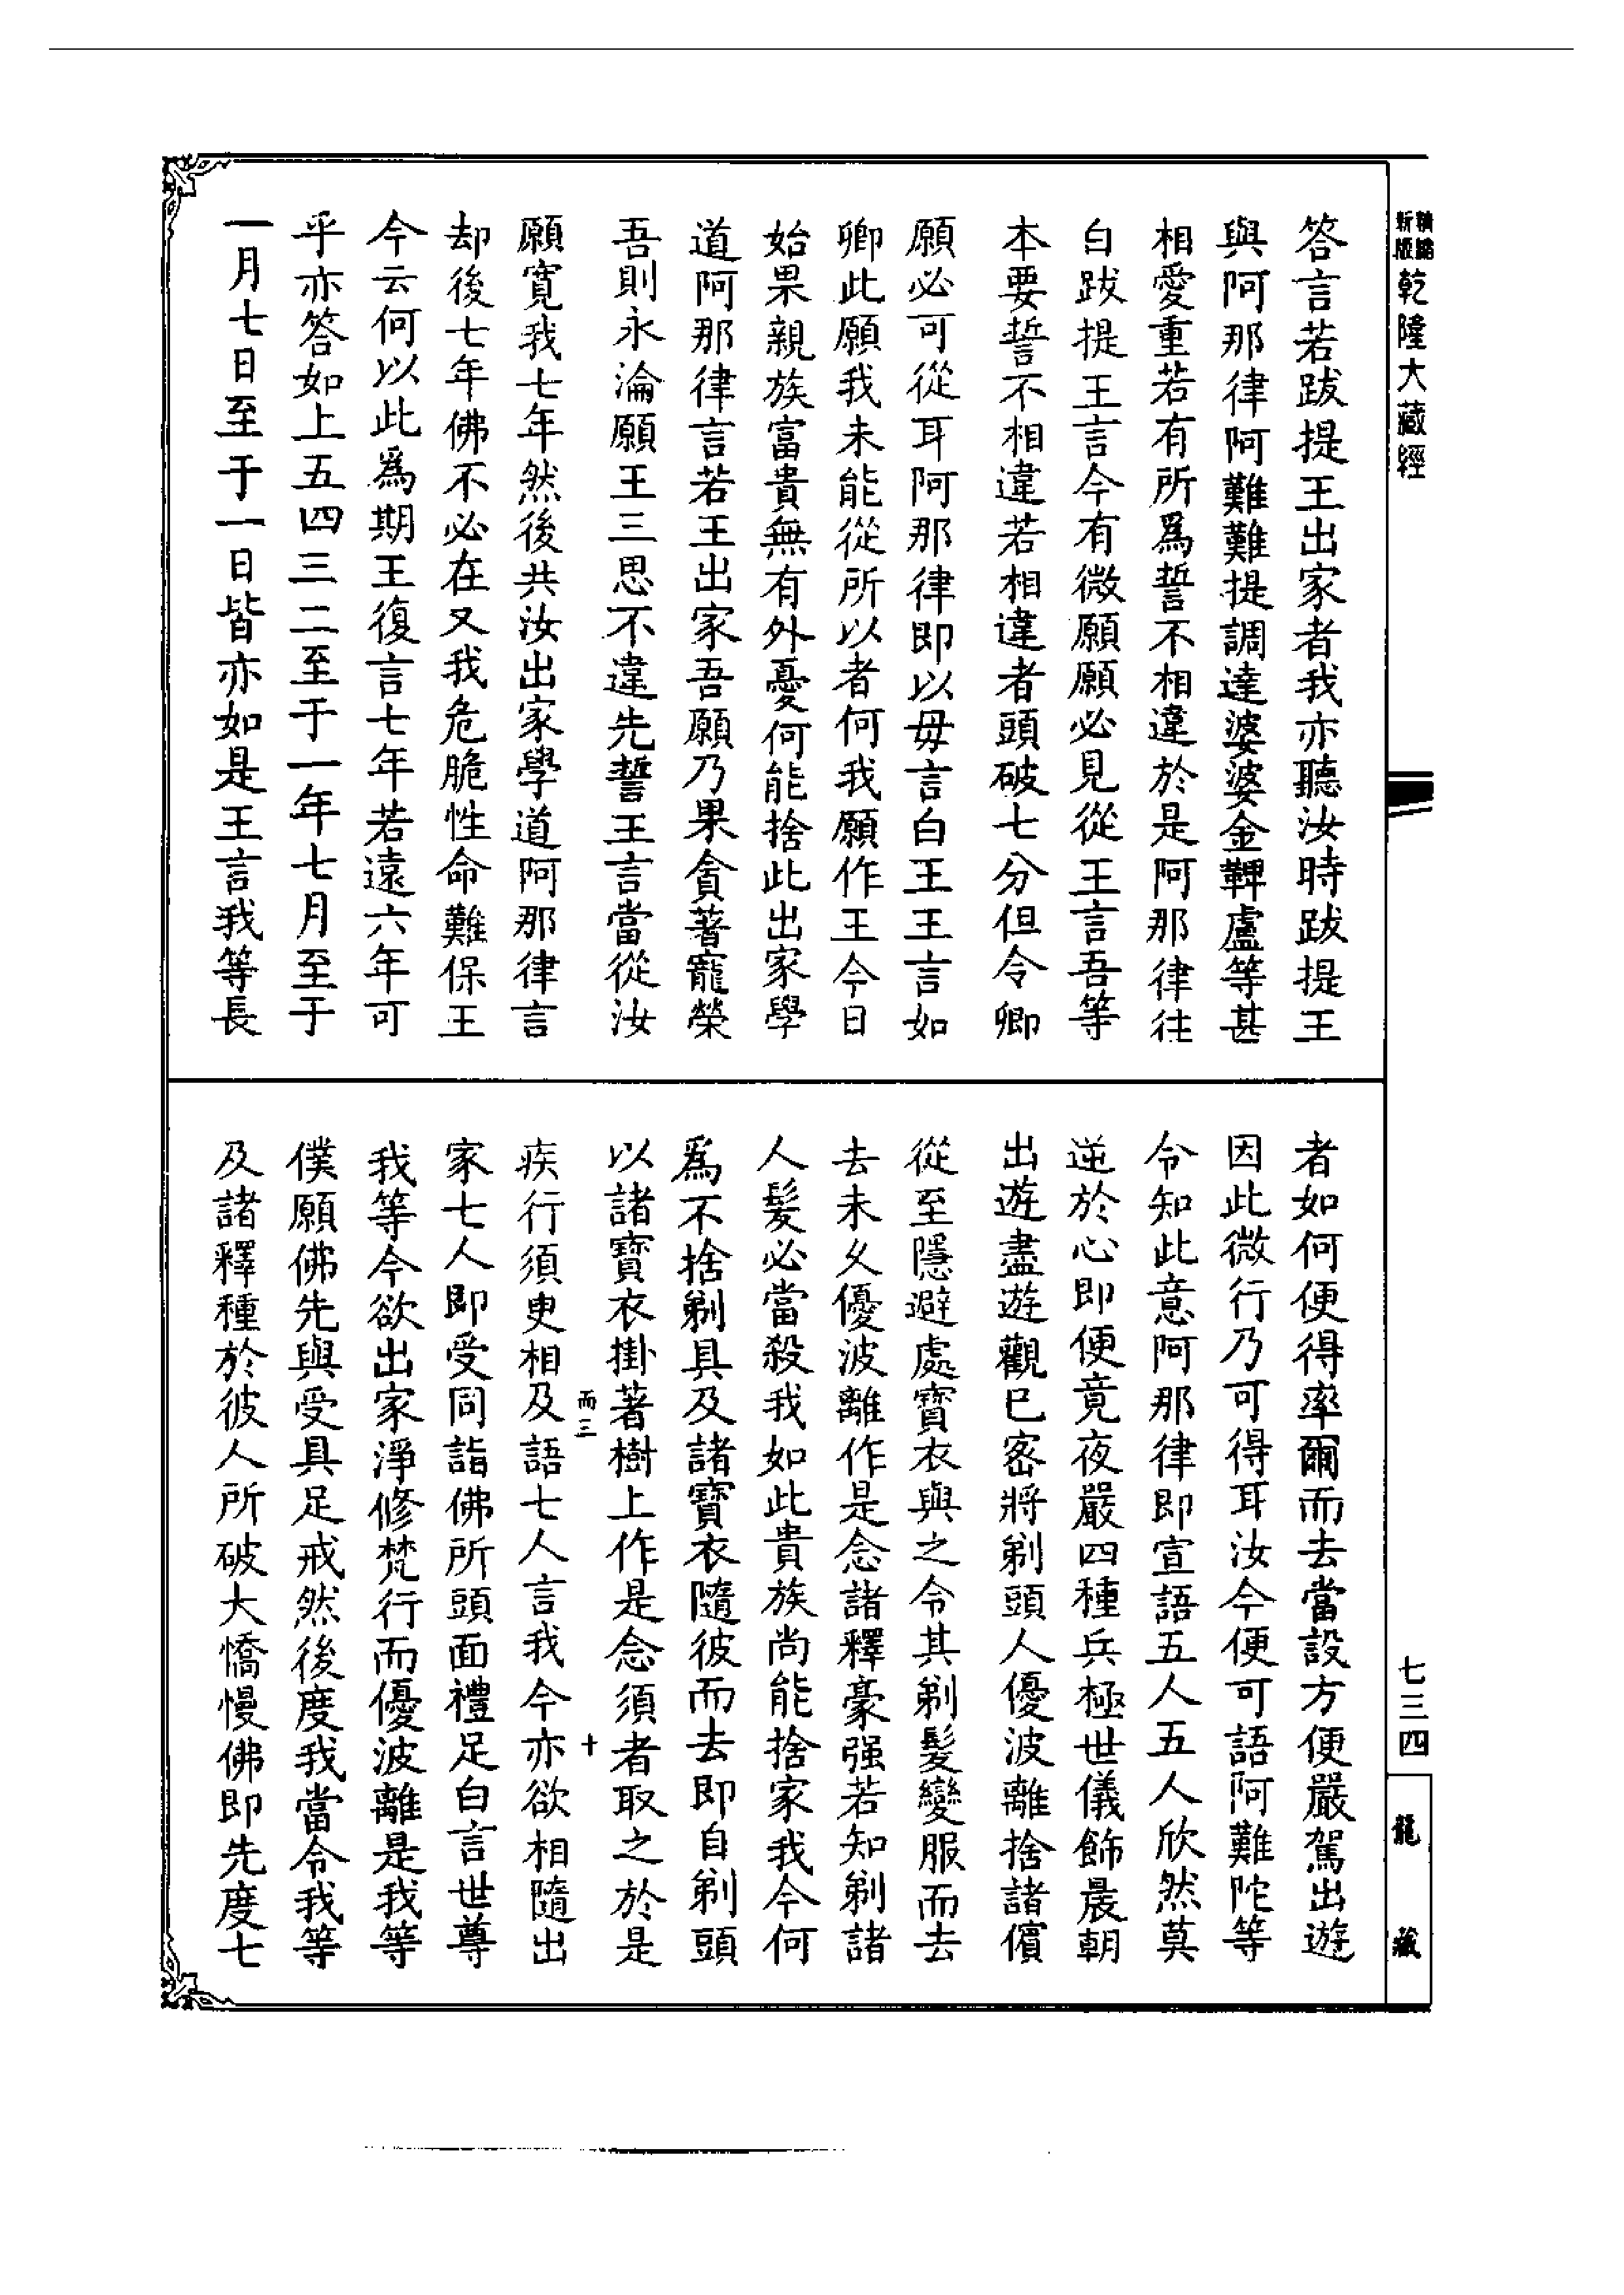 新版精縮乾隆大藏經
七三四
龍藏
答言若跋提王出家者我亦聽汝時跋提王
與阿那律阿難難提調達婆婆金鞞盧等甚
相愛重若有所爲誓不相違於是阿那律往
白跋提王言今有微願願必見從王言吾等
本要誓不相違若相違者頭破七分但令卿
願必可從耳阿那律即以毋言白王王言如
卿此願我未能從所以者何我願作王今日
始果親族富貴無有外憂何能捨此出家學
道阿那律言若王出家吾願乃果貪著寵榮
吾則永淪願王三思不違先誓王言當從汝
願寛我七年然後共汝出家學道阿那律言
却後七年佛不必在又我危脆性命難保王
今云何以此爲期王復言七年若遠六年可
乎亦答如上五四三二至于一年七月至于
一月七日至于一日皆亦如是王言我等長
者如何便得率爾而去當設方便嚴駕出遊
因此微行乃可得耳汝今便可語阿難陀等
令知此意阿那律即宣語五人五人欣然莫
逆於心即便竟夜嚴四種兵極世儀飾晨朝
出遊盡遊觀已宻將剃頭人優波離捨諸儐
從至隱避處寳衣與之令其剃髮變服而去
去未久優波離作是念諸釋豪强若知剃諸
人髮必當殺我如此貴族尚能捨家我今何
爲不捨剃具及諸寳衣隨彼而去即自剃頭
以諸寳衣掛著樹上作是念須者取之於是
而三
十
疾行須㬰相及語七人言我今亦欲相隨出
家七人即受同詣佛所頭面禮足白言世尊
我等今欲出家淨修梵行而優波離是我等
僕願佛先與受具足戒然後度我當令我等
及諸釋種於彼人所破大憍慢佛即先度七